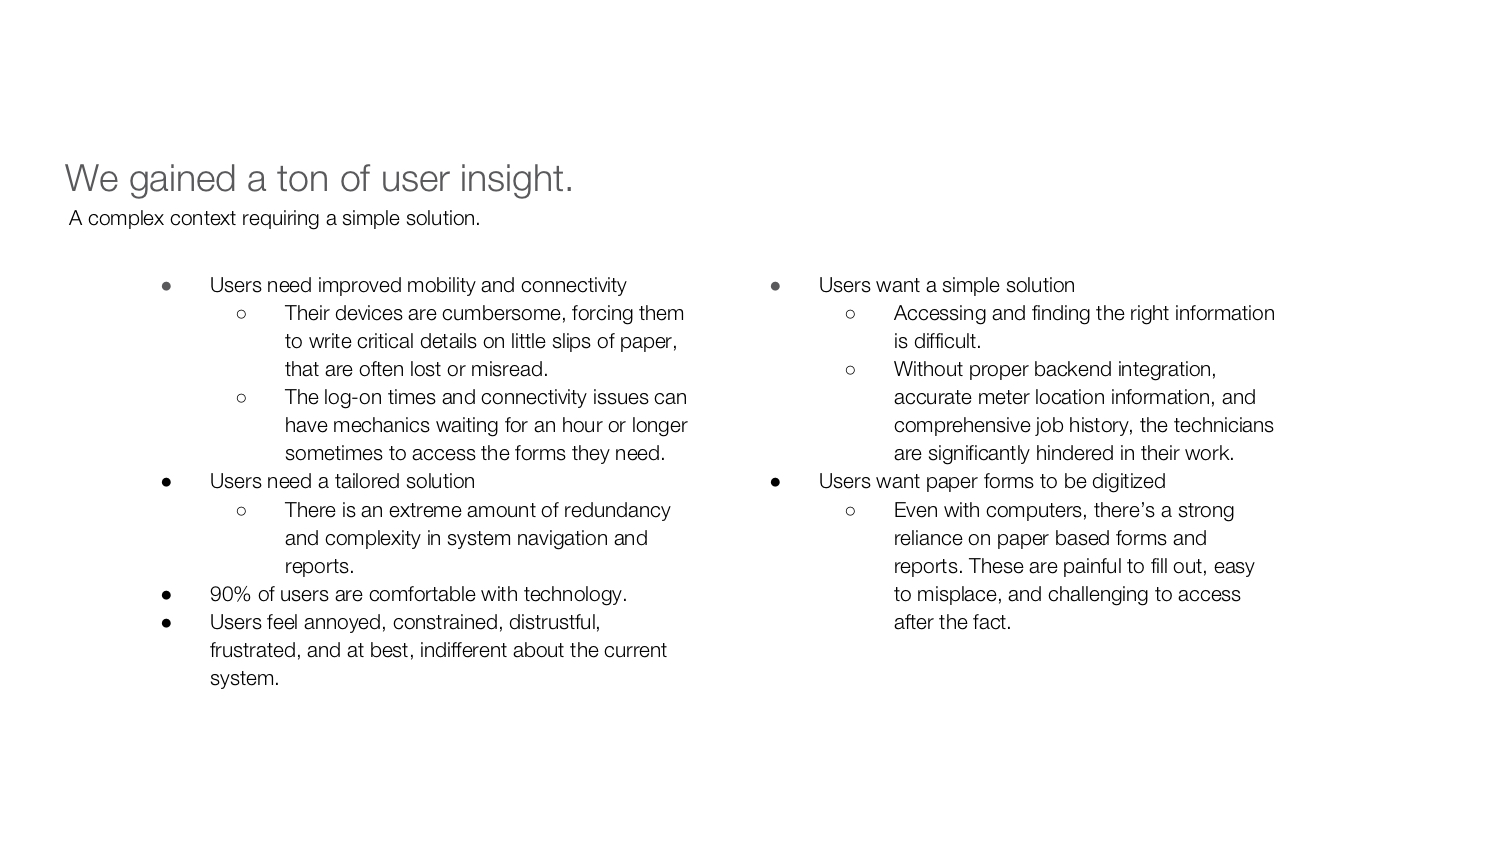 We gained a ton of user insight.
A complex context requiring a simple solution.
● Users need improved mobility and connectivity
○ Their devices are cumbersome, forcing them
to write critical details on little slips of paper,
that are often lost or misread.
○ The log-on times and connectivity issues can
have mechanics waiting for an hour or longer
sometimes to access the forms they need.
● Users need a tailored solution
○ There is an extreme amount of redundancy
and complexity in system navigation and
reports.
● 90% of users are comfortable with technology.
● Users feel annoyed, constrained, distrustful,
frustrated, and at best, indifferent about the current
system.
● Users want a simple solution
○ Accessing and finding the right information
is difficult.
○ Without proper backend integration,
accurate meter location information, and
comprehensive job history, the technicians
are significantly hindered in their work.
● Users want paper forms to be digitized
○ Even with computers, there’s a strong
reliance on paper based forms and
reports. These are painful to fill out, easy
to misplace, and challenging to access
after the fact.